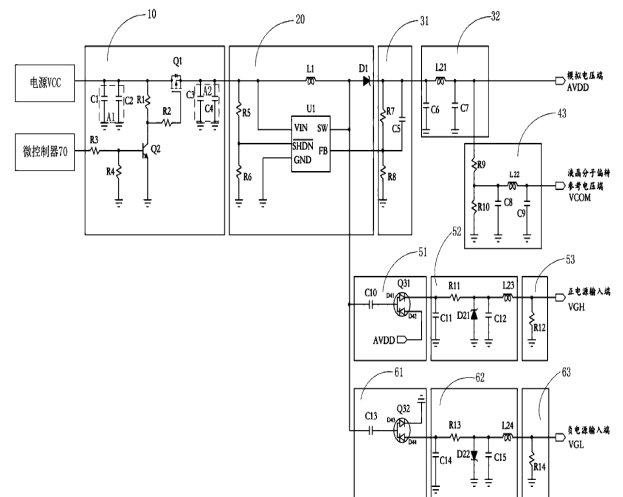 10
20
31
32
电源VCC
Q1
C1
C2
A1
R1
R2
C3
A2
C4
L1
D1
U1
VIN
SW
SHDN
GND
FB
R5
R6
R7
R8
C5
C6
L21
C7
模拟电压端
AVDD
微控制器70
R3
R4
Q2
43
R9
R10
L22
C8
C9
液晶分子偏转
参考电压端
VCOM
51
52
53
C10
Q31
D41
D42
AVDD
C11
R11
D21
C12
L23
R12
正电源输入端
VGH
61
62
63
C13
Q32
D43
D44
C14
R13
D22
C15
L24
R14
负电源输入端
VGL